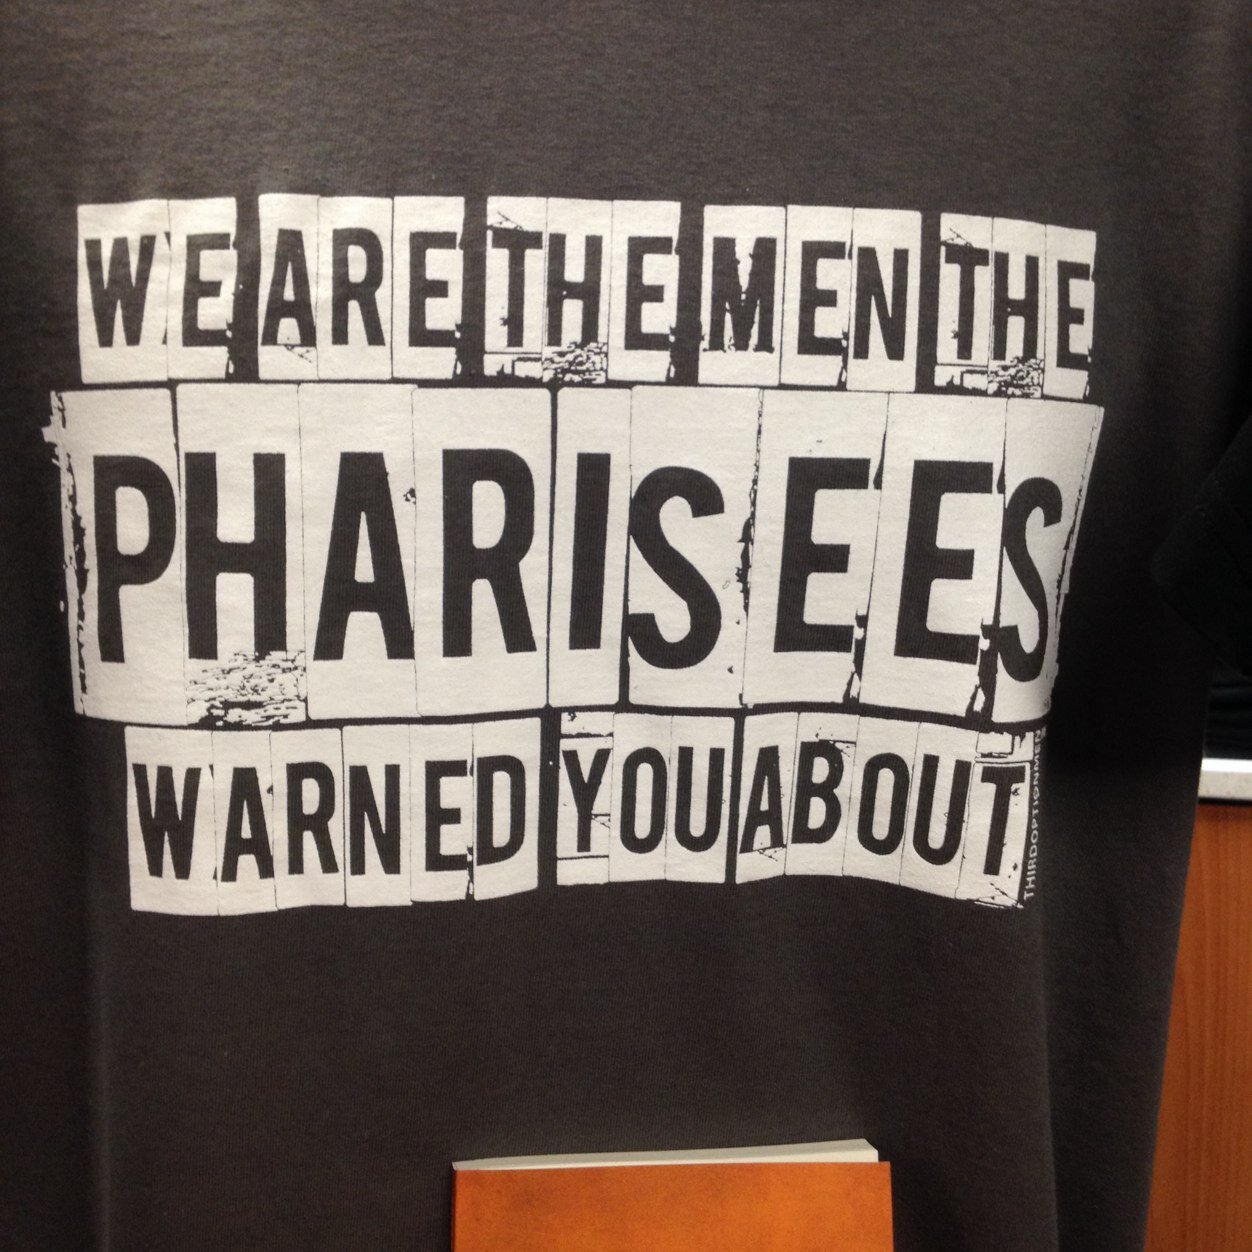 WE ARE THE MEN THE
PHARISEES
WARNED YOU ABOUT
THIRDOPTIONMEN